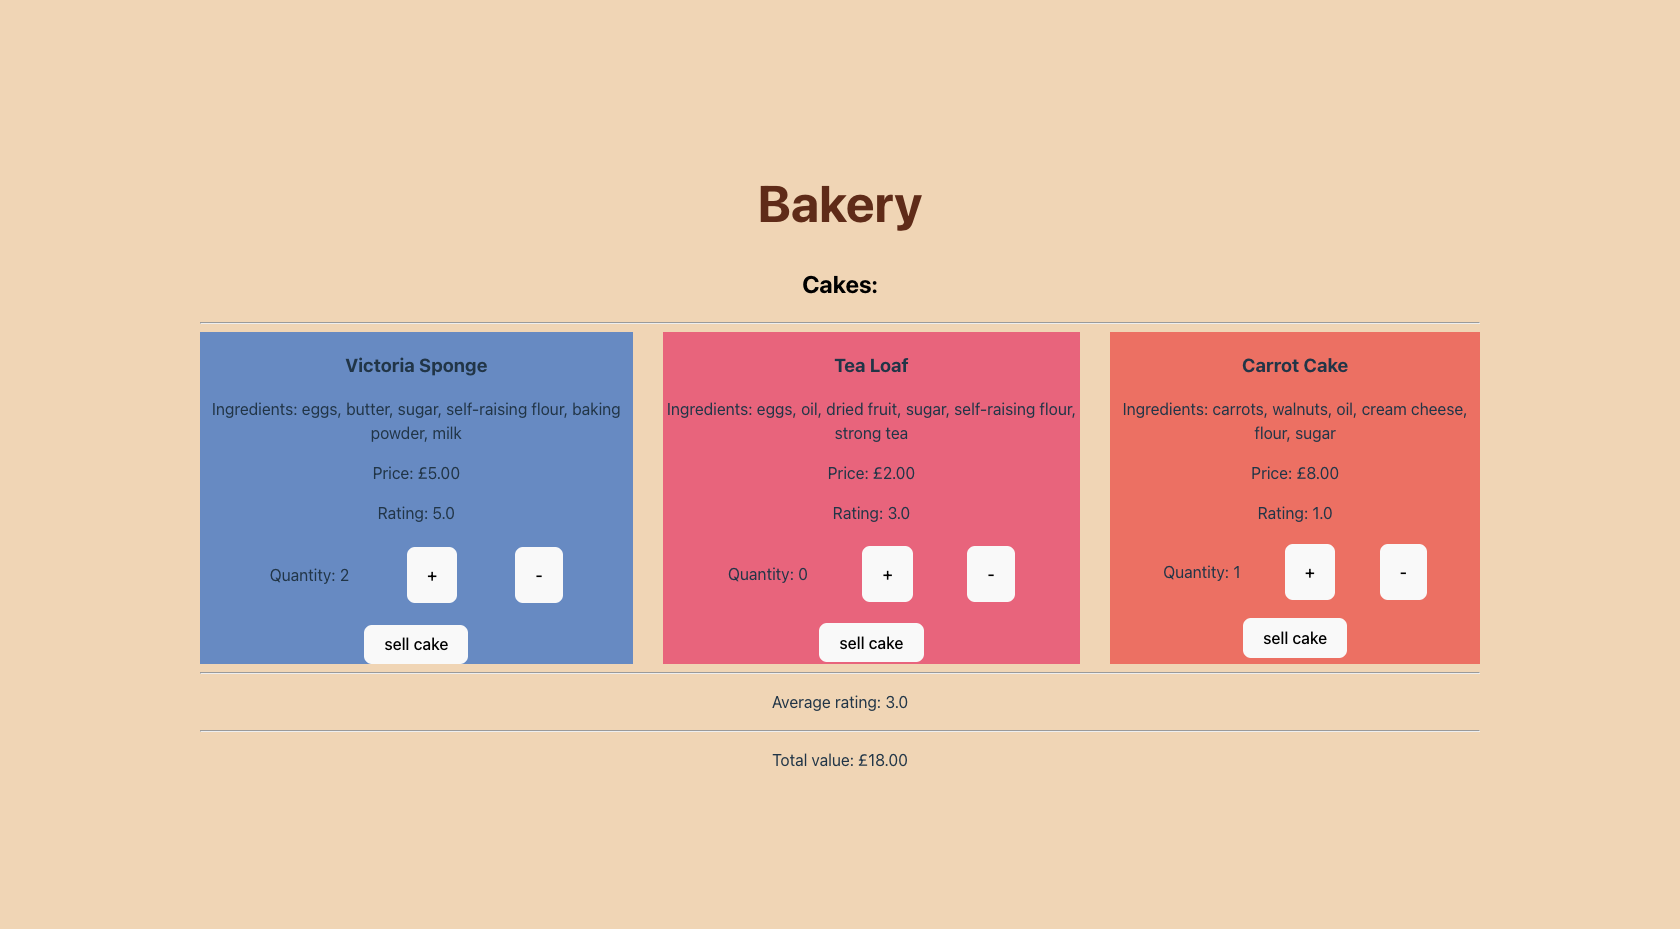 Bakery
Cakes:
Victoria Sponge
Ingredients: eggs, butter, sugar, self-raising flour, baking
powder, milk
Price: £5.00
Rating: 5.0
Quantity: 2
+
-
sell cake
Tea Loaf
Ingredients: eggs, oil, dried fruit, sugar, self-raising flour,
strong tea
Price: £2.00
Rating: 3.0
Quantity: 0
+
-
sell cake
Carrot Cake
Ingredients: carrots, walnuts, oil, cream cheese,
flour, sugar
Price: £8.00
Rating: 1.0
Quantity: 1
+
-
sell cake
Average rating: 3.0
Total value: £18.00